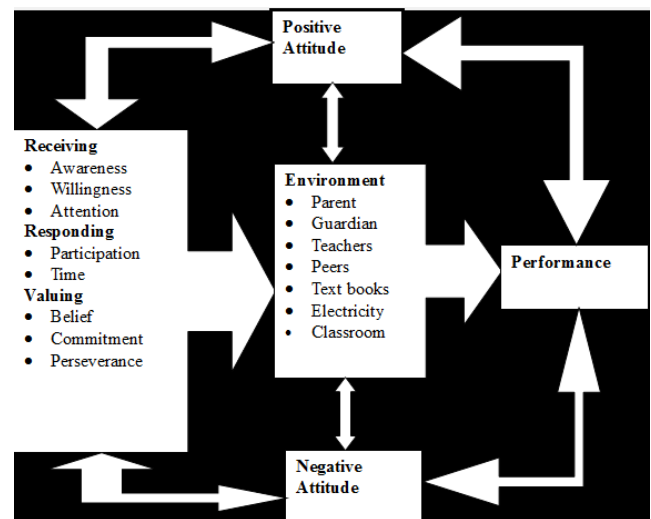 Positive
Attitude
Receiving
• Awareness
• Willingness
• Attention
Responding
• Participation
• Time
Valuing
• Belief
• Commitment
• Perseverance
Environment
• Parent
• Guardian
• Teachers
• Peers
• Text books
• Electricity
• Classroom
Performance
Negative
Attitude